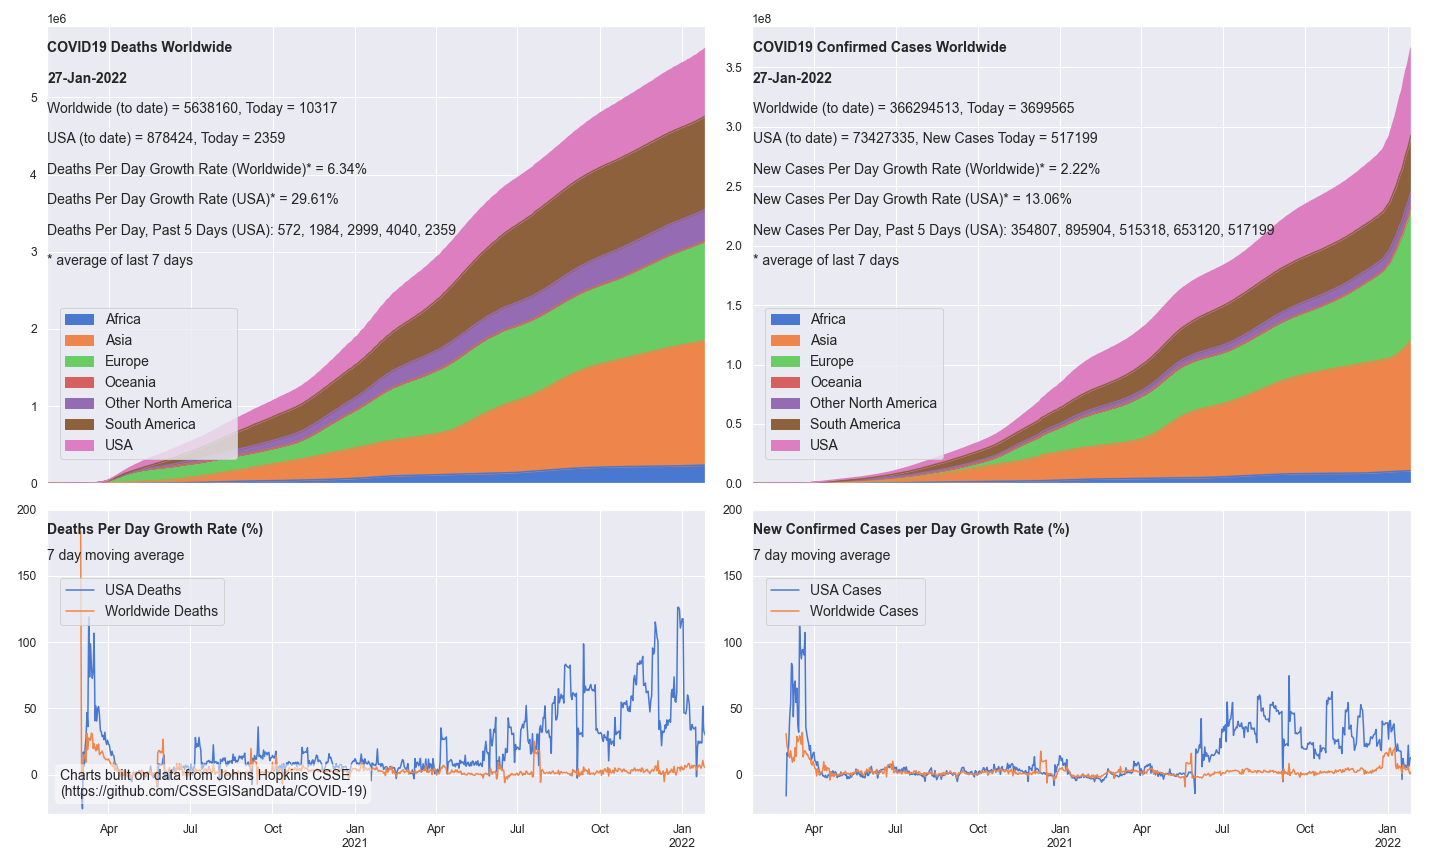 1e6
COVID19 Deaths Worldwide
27-Jan-2022
Worldwide (to date) = 5638160, Today = 10317
USA (to date) = 878424, Today = 2359
Deaths Per Day Growth Rate (Worldwide)* = 6.34%
Deaths Per Day Growth Rate (USA)* = 29.61%
Deaths Per Day, Past 5 Days (USA): 572, 1984, 2999, 4040, 2359
* average of last 7 days
5
4
3
2
1
0
Africa
Asia
Europe
Oceania
Other North America
South America
USA
1e8
COVID19 Confirmed Cases Worldwide
27-Jan-2022
Worldwide (to date) = 366294513, Today = 3699565
USA (to date) = 73427335, New Cases Today = 517199
New Cases Per Day Growth Rate (Worldwide)* = 2.22%
New Cases Per Day Growth Rate (USA)* = 13.06%
New Cases Per Day, Past 5 Days (USA): 354807, 895904, 515318, 653120, 517199
* average of last 7 days
3.5
3.0
2.5
2.0
1.5
1.0
0.5
0.0
Africa
Asia
Europe
Oceania
Other North America
South America
USA
Deaths Per Day Growth Rate (%)
7 day moving average
USA Deaths
Worldwide Deaths
200
150
100
50
0
Charts built on data from Johns Hopkins CSSE
(https://github.com/CSSEGISandData/COVID-19)
Apr Jul Oct Jan Apr Jul Oct Jan
2021 2022
New Confirmed Cases per Day Growth Rate (%)
7 day moving average
USA Cases
Worldwide Cases
200
150
100
50
0
Apr Jul Oct Jan Apr Jul Oct Jan
2021 2022